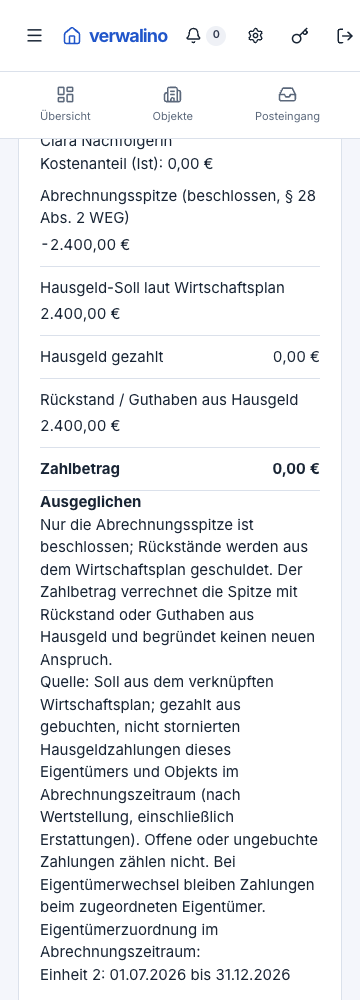 verwalino
0
Übersicht
Objekte
Posteingang
Clara Nachfolgerin
Kostenanteil (Ist): 0,00 €
Abrechnungsspitze (beschlossen, § 28
Abs. 2 WEG)
-2.400,00 €
Hausgeld-Soll laut Wirtschaftsplan
2.400,00 €
Hausgeld gezahlt 0,00 €
Rückstand / Guthaben aus Hausgeld
2.400,00 €
Zahlbetrag 0,00 €
Ausgeglichen
Nur die Abrechnungsspitze ist
beschlossen; Rückstände werden aus
dem Wirtschaftsplan geschuldet. Der
Zahlbetrag verrechnet die Spitze mit
Rückstand oder Guthaben aus
Hausgeld und begründet keinen neuen
Anspruch.
Quelle: Soll aus dem verknüpften
Wirtschaftsplan; gezahlt aus
gebuchten, nicht stornierten
Hausgeldzahlungen dieses
Eigentümers und Objekts im
Abrechnungszeitraum (nach
Wertstellung, einschließlich
Erstattungen). Offene oder ungebuchte
Zahlungen zählen nicht. Bei
Eigentümerwechsel bleiben Zahlungen
beim zugeordneten Eigentümer.
Eigentümerzuordnung im
Abrechnungszeitraum:
Einheit 2: 01.07.2026 bis 31.12.2026